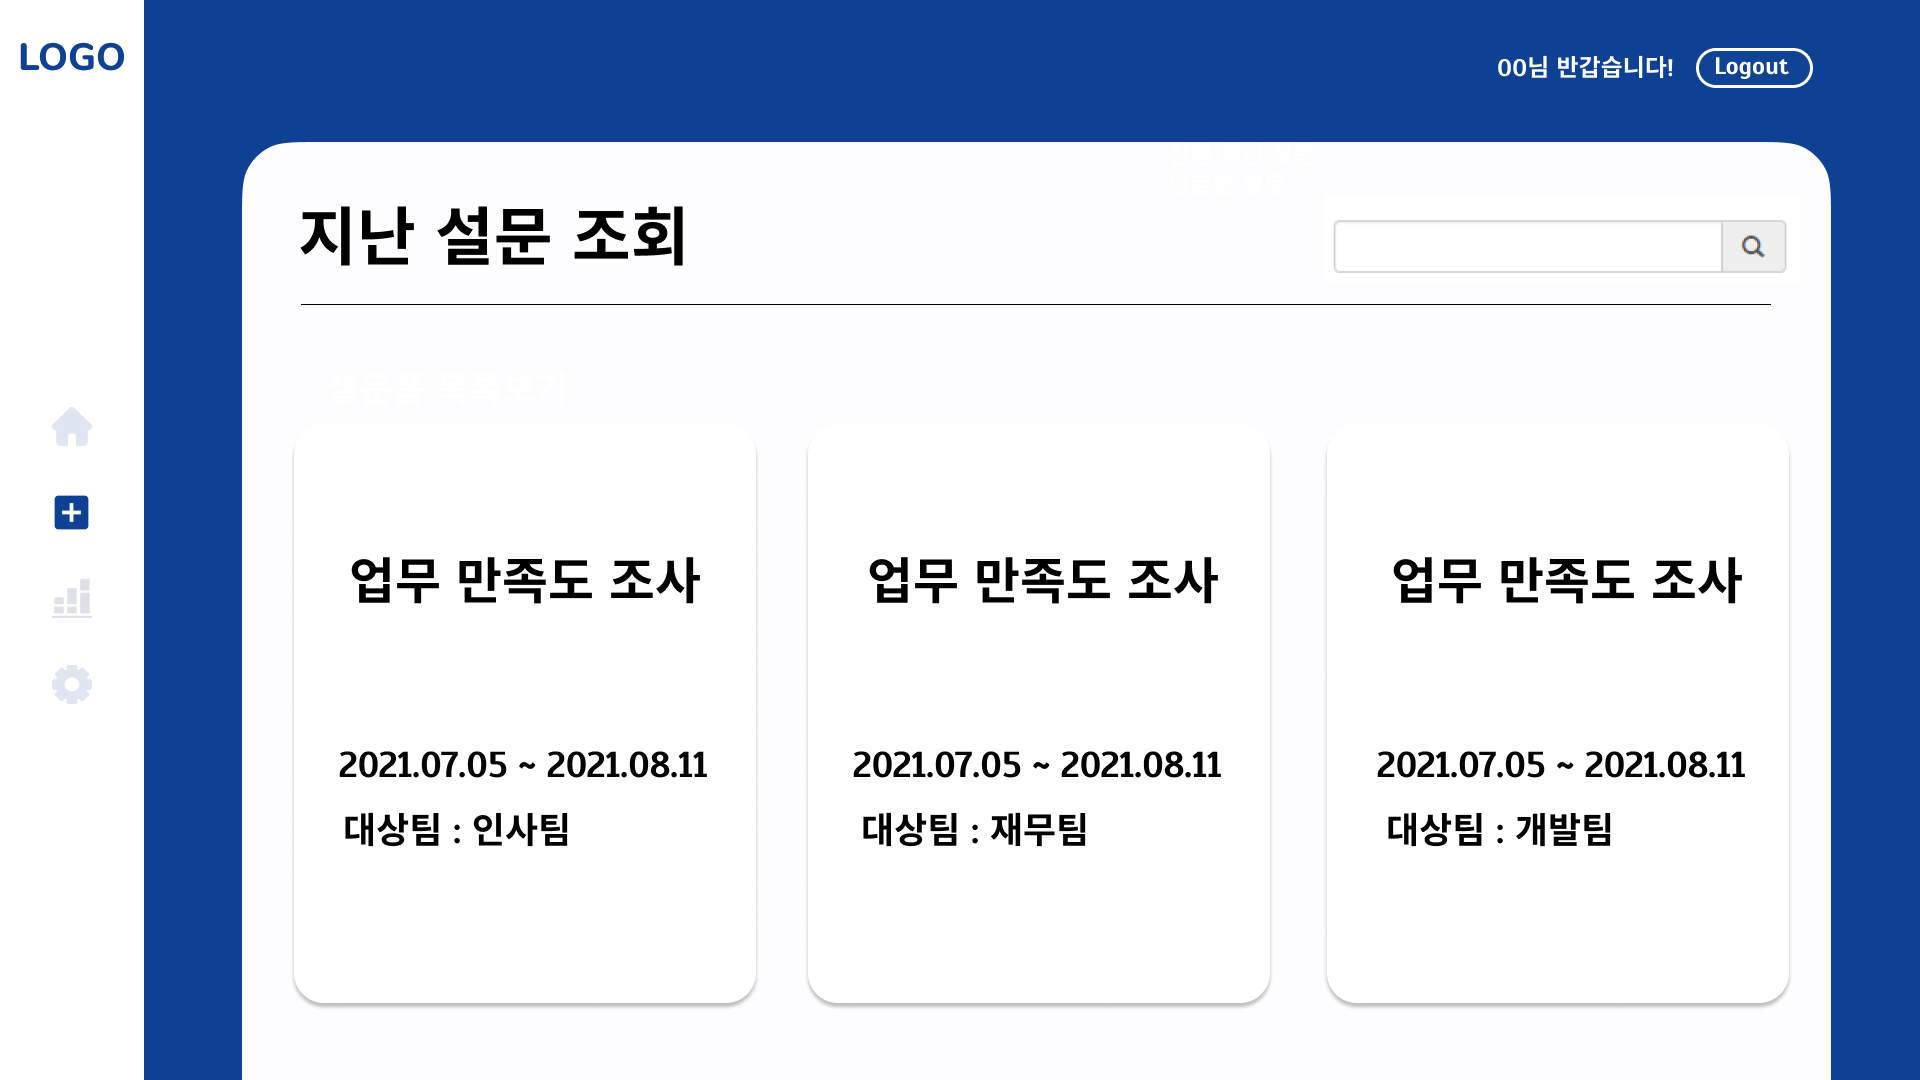 LOGO
00님 반갑습니다!
Logout
지난 설문 조회
업무 만족도 조사
2021.07.05 ~ 2021.08.11
대상팀 : 인사팀
업무 만족도 조사
2021.07.05 ~ 2021.08.11
대상팀 : 재무팀
업무 만족도 조사
2021.07.05 ~ 2021.08.11
대상팀 : 개발팀